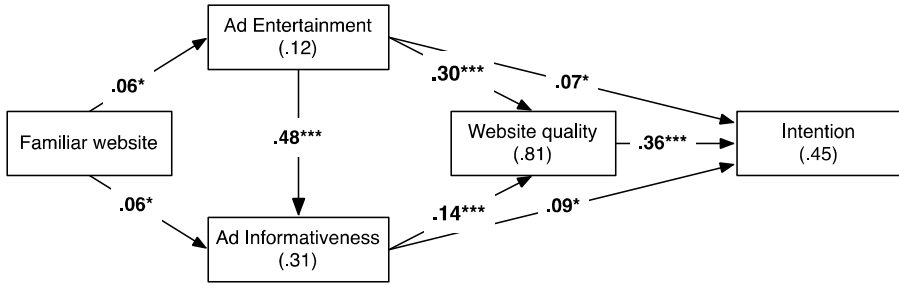 Ad Entertainment
(.12)
.06*
.30***
.07*
Familiar website
.48***
Website quality
(.81)
.36***
Intention
(.45)
.06*
.14***
.09*
Ad Informativeness
(.31)